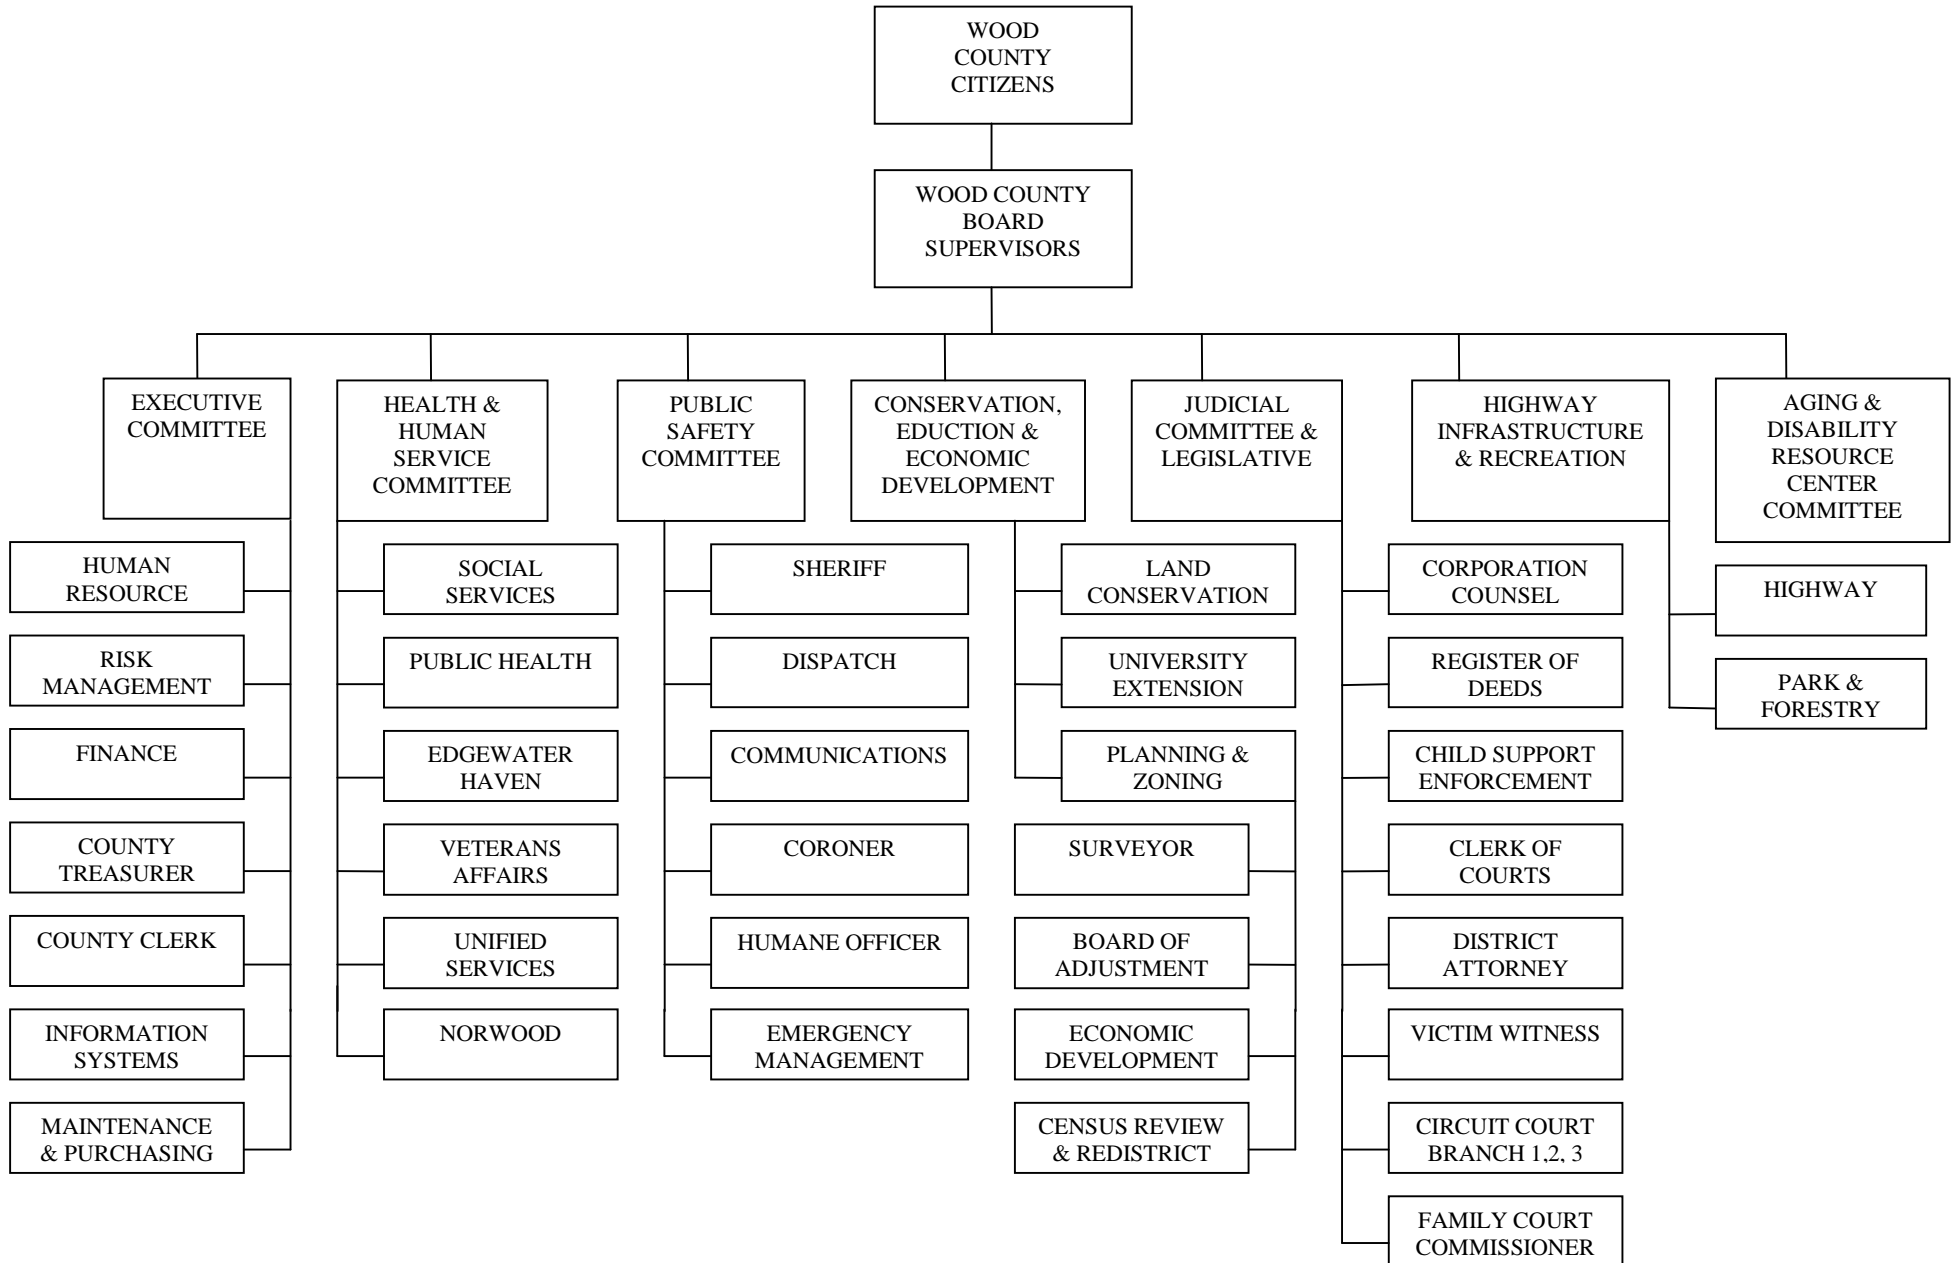 WOOD
COUNTY
CITIZENS
WOOD COUNTY
BOARD
SUPERVISORS
EXECUTIVE
COMMITTEE
HEALTH &
HUMAN
SERVICE
COMMITTEE
PUBLIC
SAFETY
COMMITTEE
CONSERVATION,
EDUCTION &
ECONOMIC
DEVELOPMENT
JUDICIAL
COMMITTEE &
LEGISLATIVE
HIGHWAY
INFRASTRUCTURE
& RECREATION
AGING &
DISABILITY
RESOURCE
CENTER
COMMITTEE
HUMAN
RESOURCE
RISK
MANAGEMENT
FINANCE
COUNTY
TREASURER
COUNTY CLERK
INFORMATION
SYSTEMS
MAINTENANCE
& PURCHASING
SOCIAL
SERVICES
PUBLIC HEALTH
EDGEWATER
HAVEN
VETERANS
AFFAIRS
UNIFIED
SERVICES
NORWOOD
SHERIFF
DISPATCH
COMMUNICATIONS
CORONER
HUMANE OFFICER
EMERGENCY
MANAGEMENT
LAND
CONSERVATION
UNIVERSITY
EXTENSION
PLANNING &
ZONING
SURVEYOR
BOARD OF
ADJUSTMENT
ECONOMIC
DEVELOPMENT
CENSUS REVIEW
& REDISTRICT
CORPORATION
COUNSEL
REGISTER OF
DEEDS
CHILD SUPPORT
ENFORCEMENT
CLERK OF
COURTS
DISTRICT
ATTORNEY
VICTIM WITNESS
CIRCUIT COURT
BRANCH 1,2, 3
FAMILY COURT
COMMISSIONER
HIGHWAY
PARK &
FORESTRY